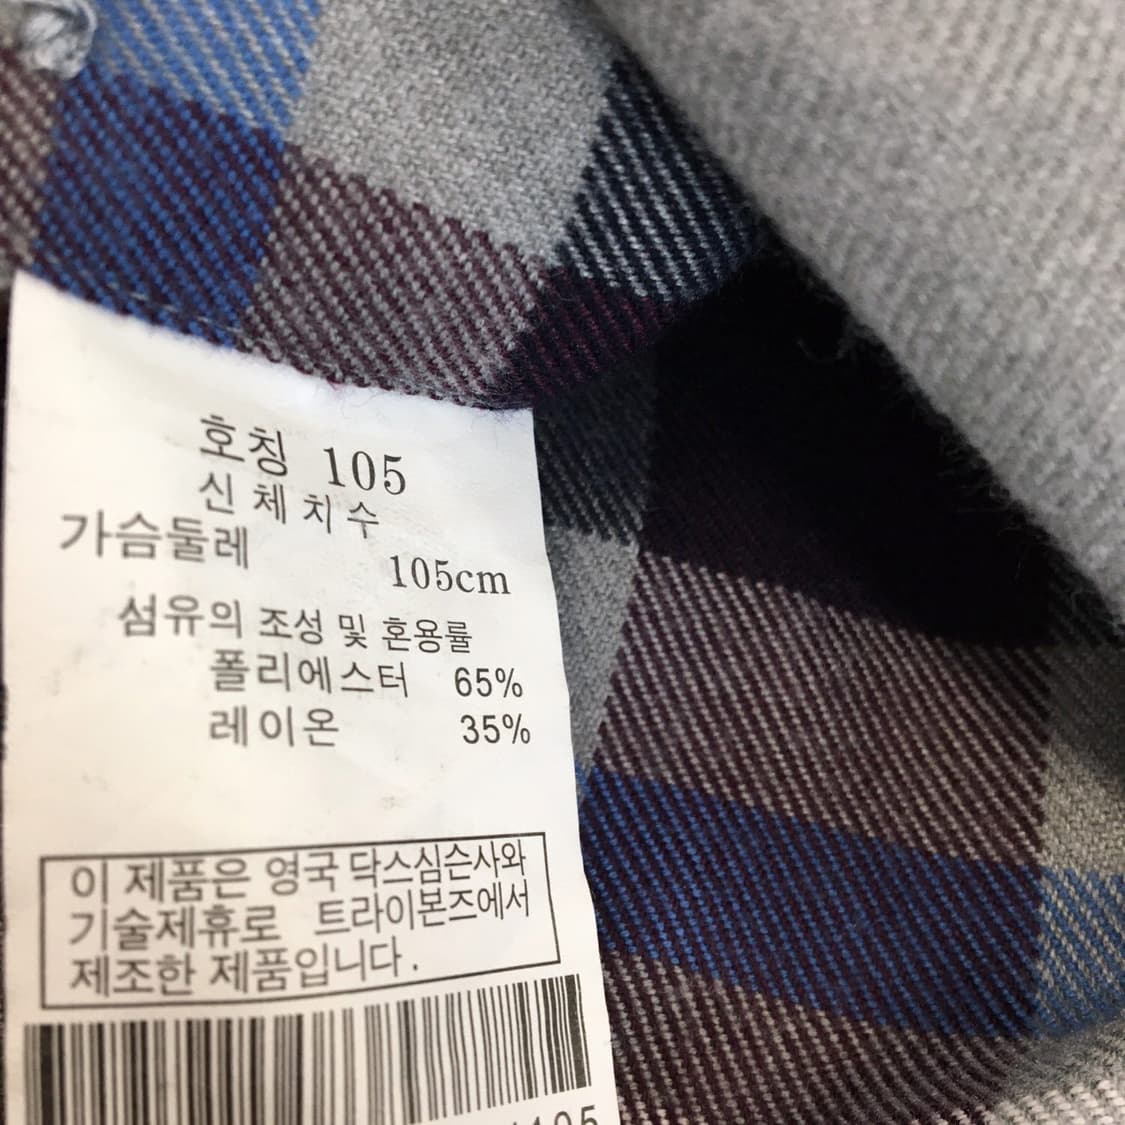 호칭 105
신체치수
가슴둘레
105cm
섬유의 조성 및 혼용률
폴리에스터 65%
레이온 35%
이 제품은 영국 닥스심슨사와
기술제휴로 트라이본즈에서
제조한 제품입니다.
105